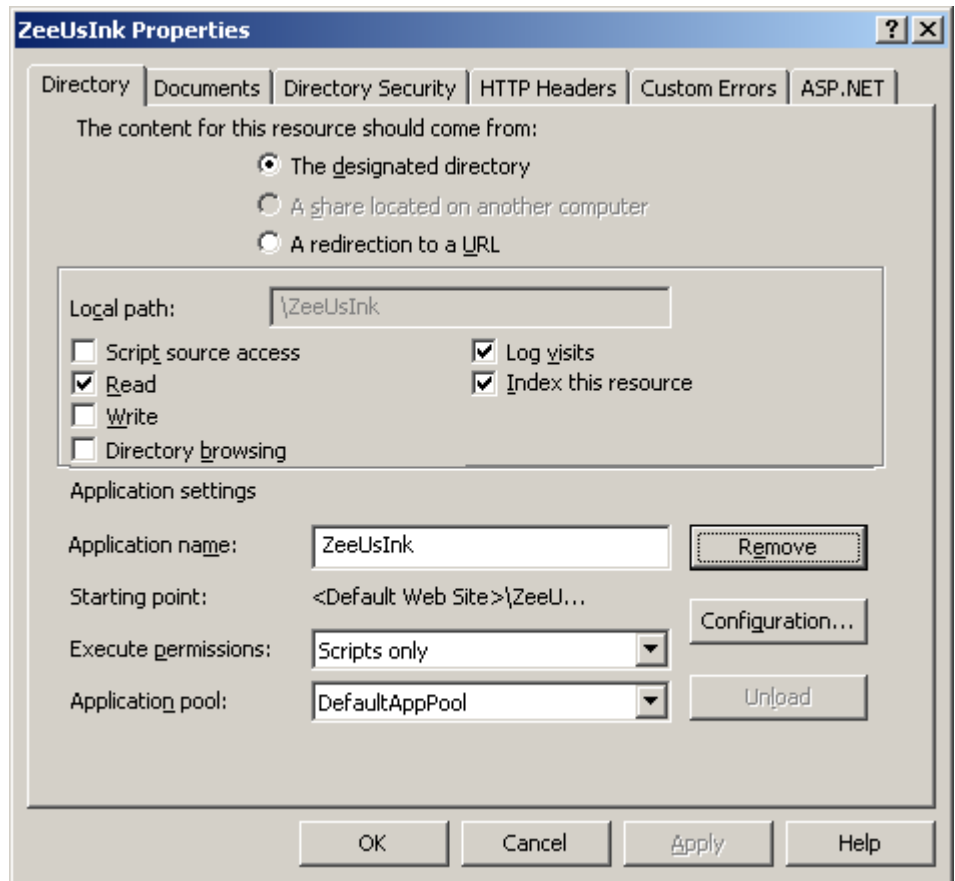 ZeeUsInk Properties
Directory Documents Directory Security HTTP Headers Custom Errors ASP.NET
The content for this resource should come from:
The designated directory
A share located on another computer
A redirection to a URL
Local path: \ZeeUsInk
Script source access Log visits
Read Index this resource
Write
Directory browsing
Application settings
Application name: ZeeUsInk Remove
Starting point: <Default Web Site>\ZeeU...
Configuration...
Execute permissions: Scripts only
Application pool: DefaultAppPool Unload
OK Cancel Apply Help